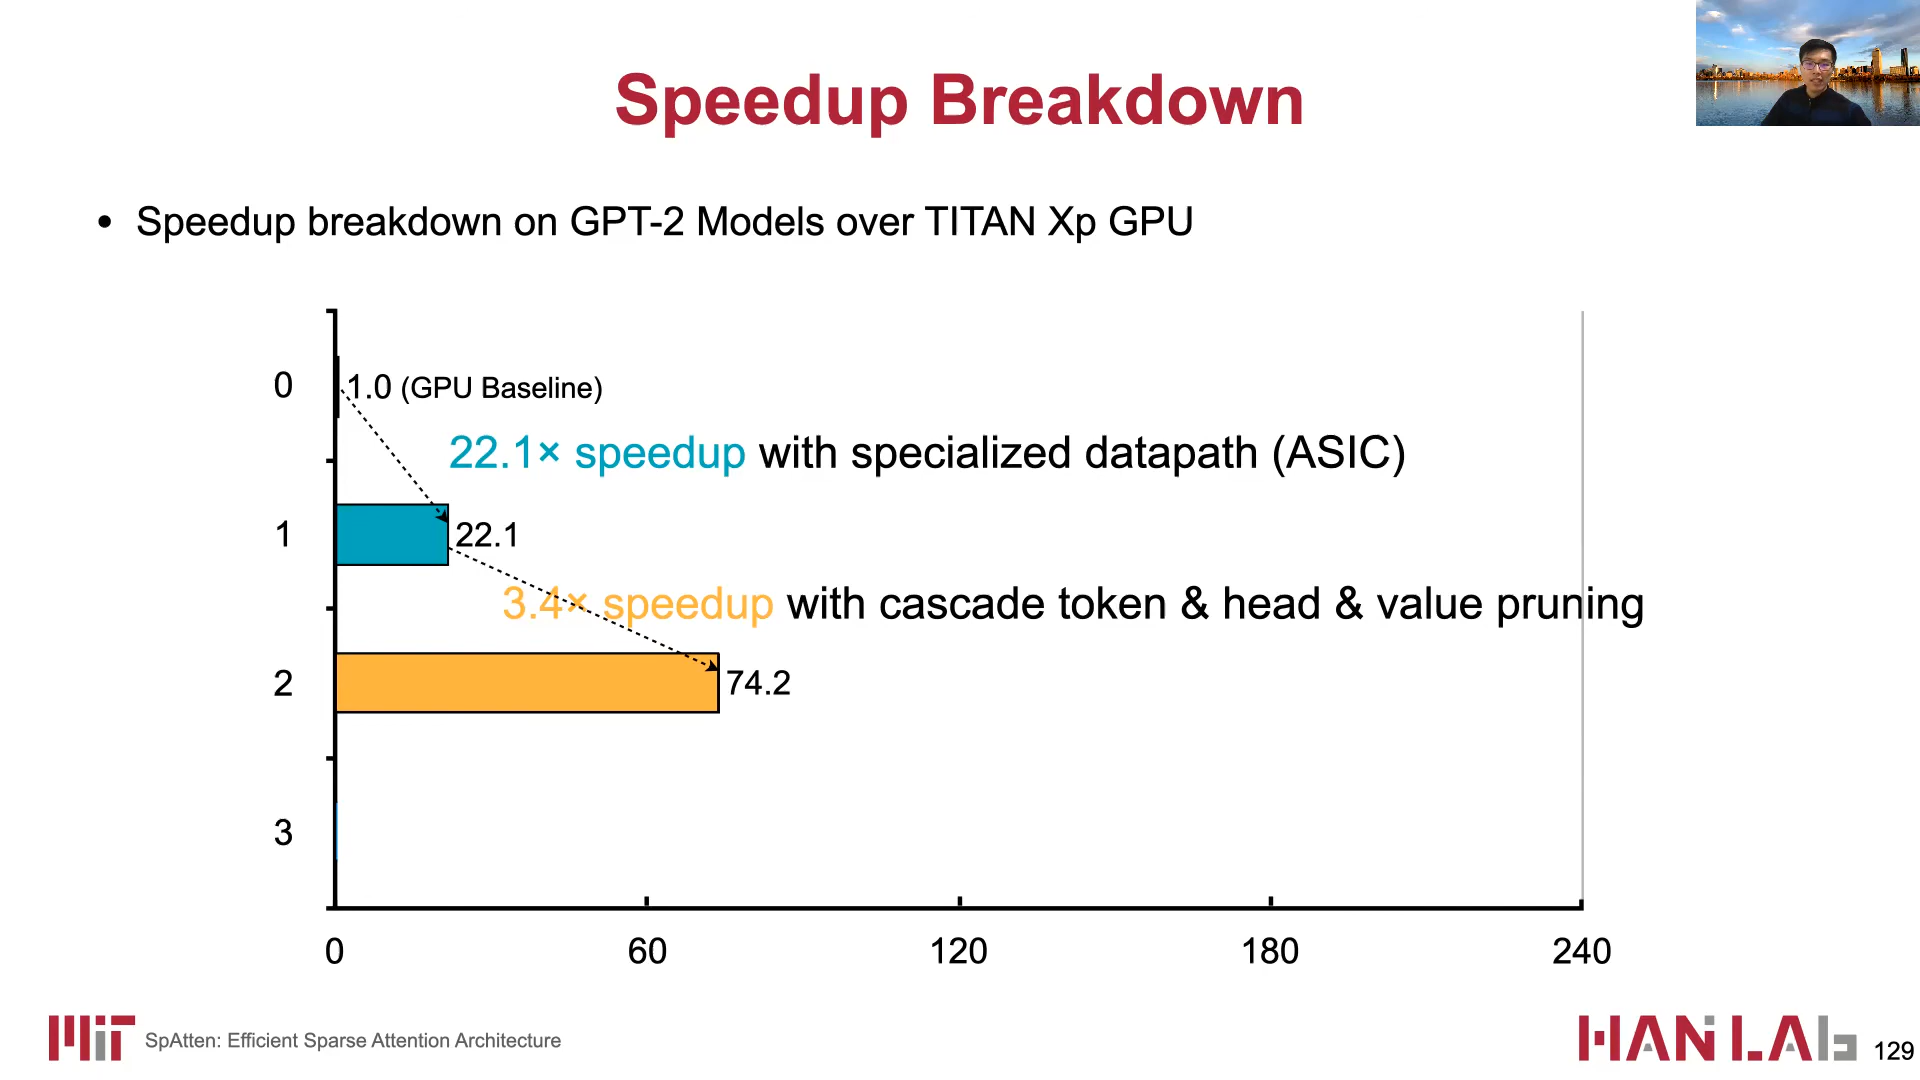 Speedup Breakdown
• Speedup breakdown on GPT-2 Models over TITAN Xp GPU
0
1.0 (GPU Baseline)
22.1× speedup with specialized datapath (ASIC)
1
22.1
3.4× speedup with cascade token & head & value pruning
2
74.2
3
0 60 120 180 240
MiT SpAtten: Efficient Sparse Attention Architecture
HAN LAb 129